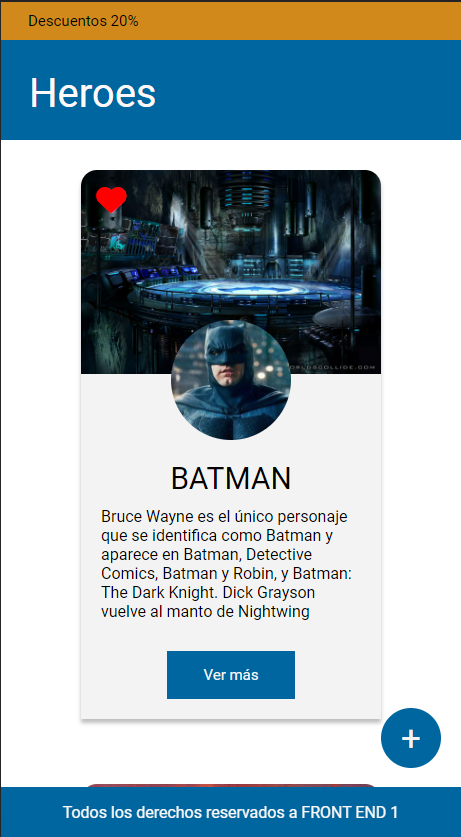 Descuentos 20%
Heroes
BATMAN
Bruce Wayne es el único personaje
que se identifica como Batman y
aparece en Batman, Detective
Comics, Batman y Robin, y Batman:
The Dark Knight. Dick Grayson
vuelve al manto de Nightwing
Ver más
+
Todos los derechos reservados a FRONT END 1